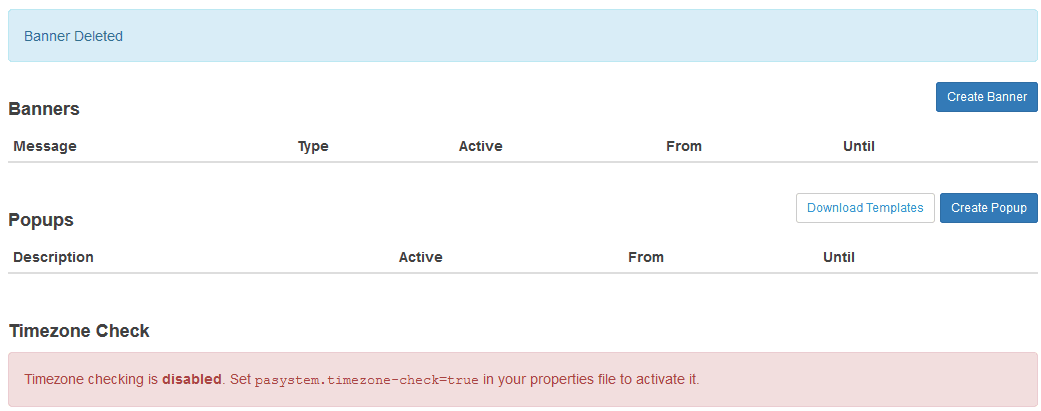 Banner Deleted
Create Banner
Banners
Message Type Active From Until
Download Templates Create Popup
Popups
Description Active From Until
Timezone Check
Timezone checking is disabled. Set pasystem.timezone-check=true in your properties file to activate it.